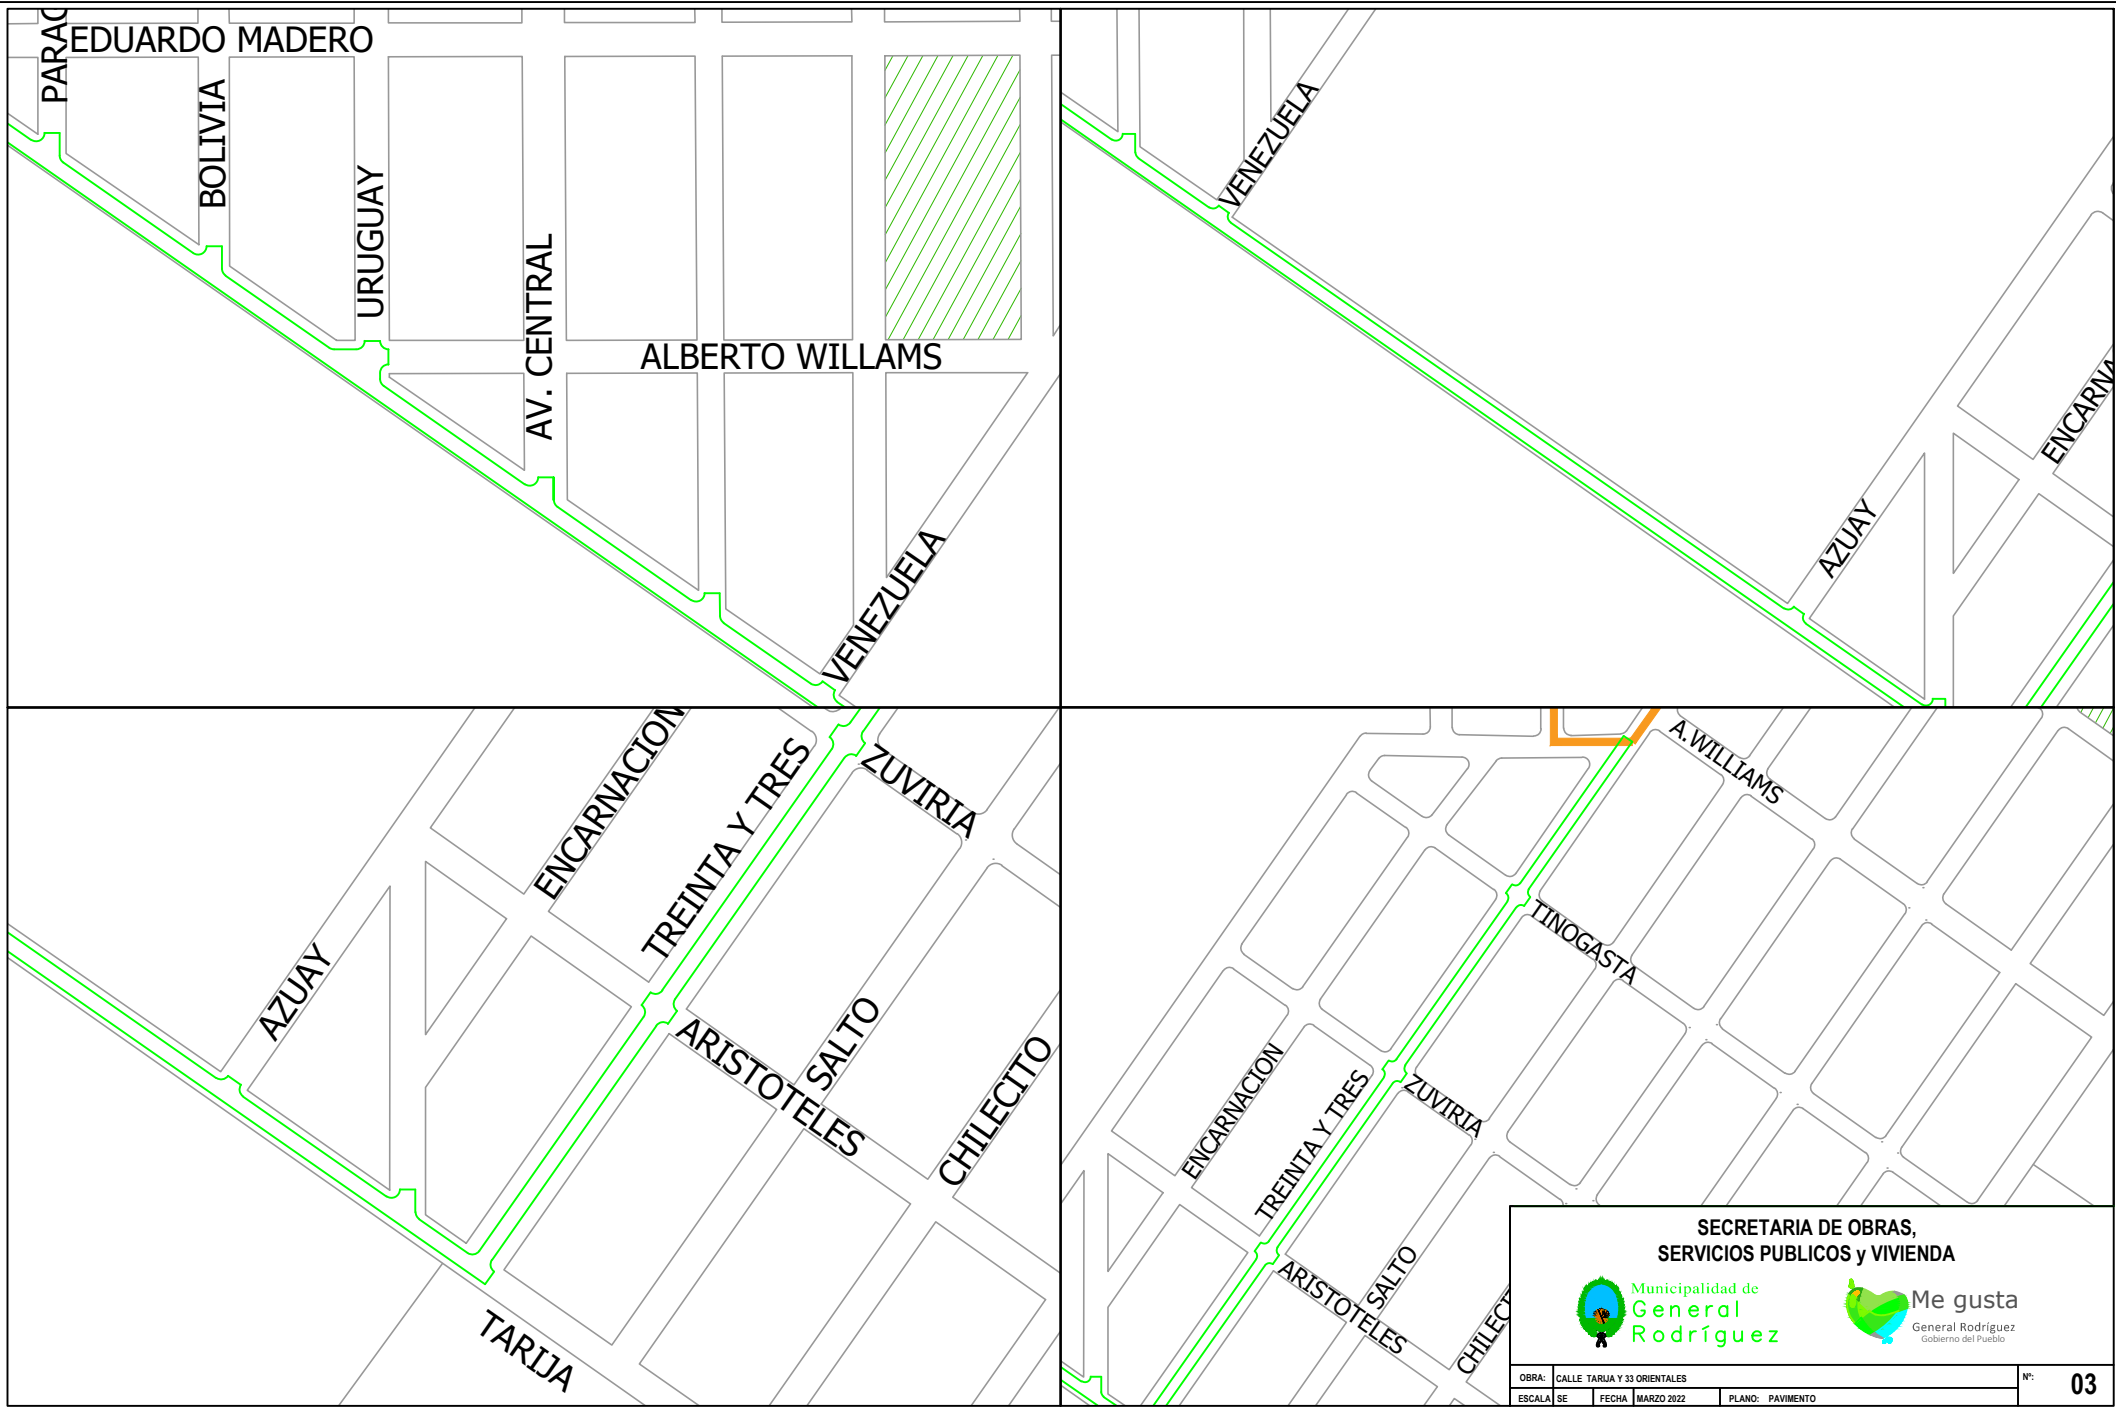 EDUARDO MADERO
BOLIVIA
URUGUAY
AV. CENTRAL
ALBERTO WILLAMS
VENEZUELA
VENEZUELA
AZUAY
ENCARNA
ENCARNACION
TREINTA Y TRES
ZUVIRIA
AZUAY
ARISTOTELES
SALTO
CHILECITO
TARIJA
A.WILLIAMS
TINOGASTA
ENCARNACION
TREINTA Y TRES
ZUVIRIA
ARISTOTELES
SALTO
CHILECI
SECRETARIA DE OBRAS,
SERVICIOS PUBLICOS y VIVIENDA
Municipalidad de
General
Rodríguez
Me gusta
General Rodríguez
Gobierno del Pueblo
OBRA: CALLE TARIJA Y 33 ORIENTALES
Nº: 03
ESCALA SE FECHA MARZO 2022 PLANO: PAVIMENTO